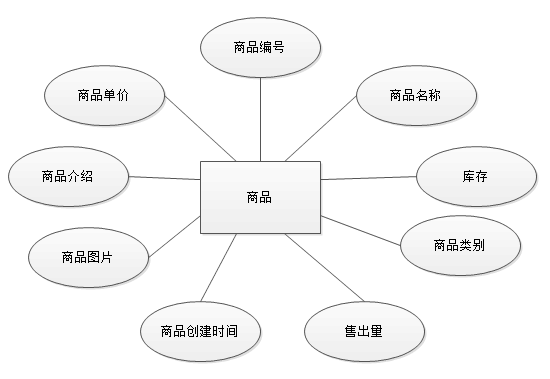 商品编号
商品单价
商品名称
商品介绍
库存
商品
商品类别
商品图片
商品创建时间
售出量